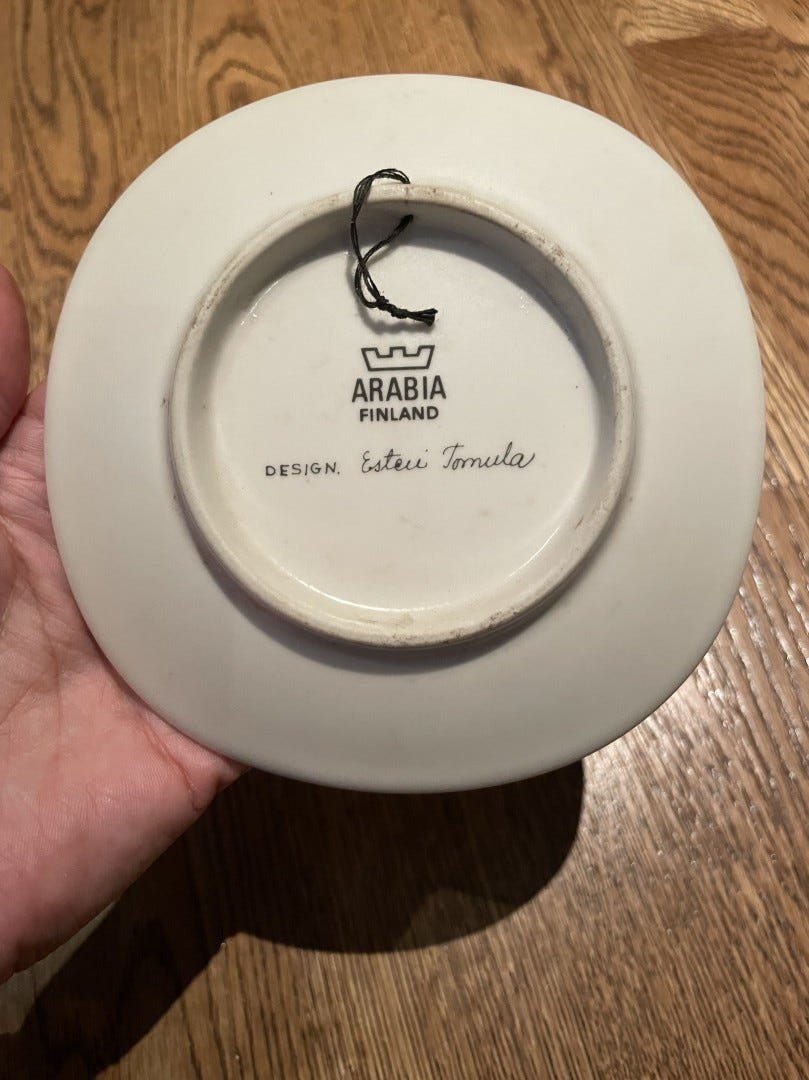 ARABIA
FINLAND
DESIGN. Esteri Tomula